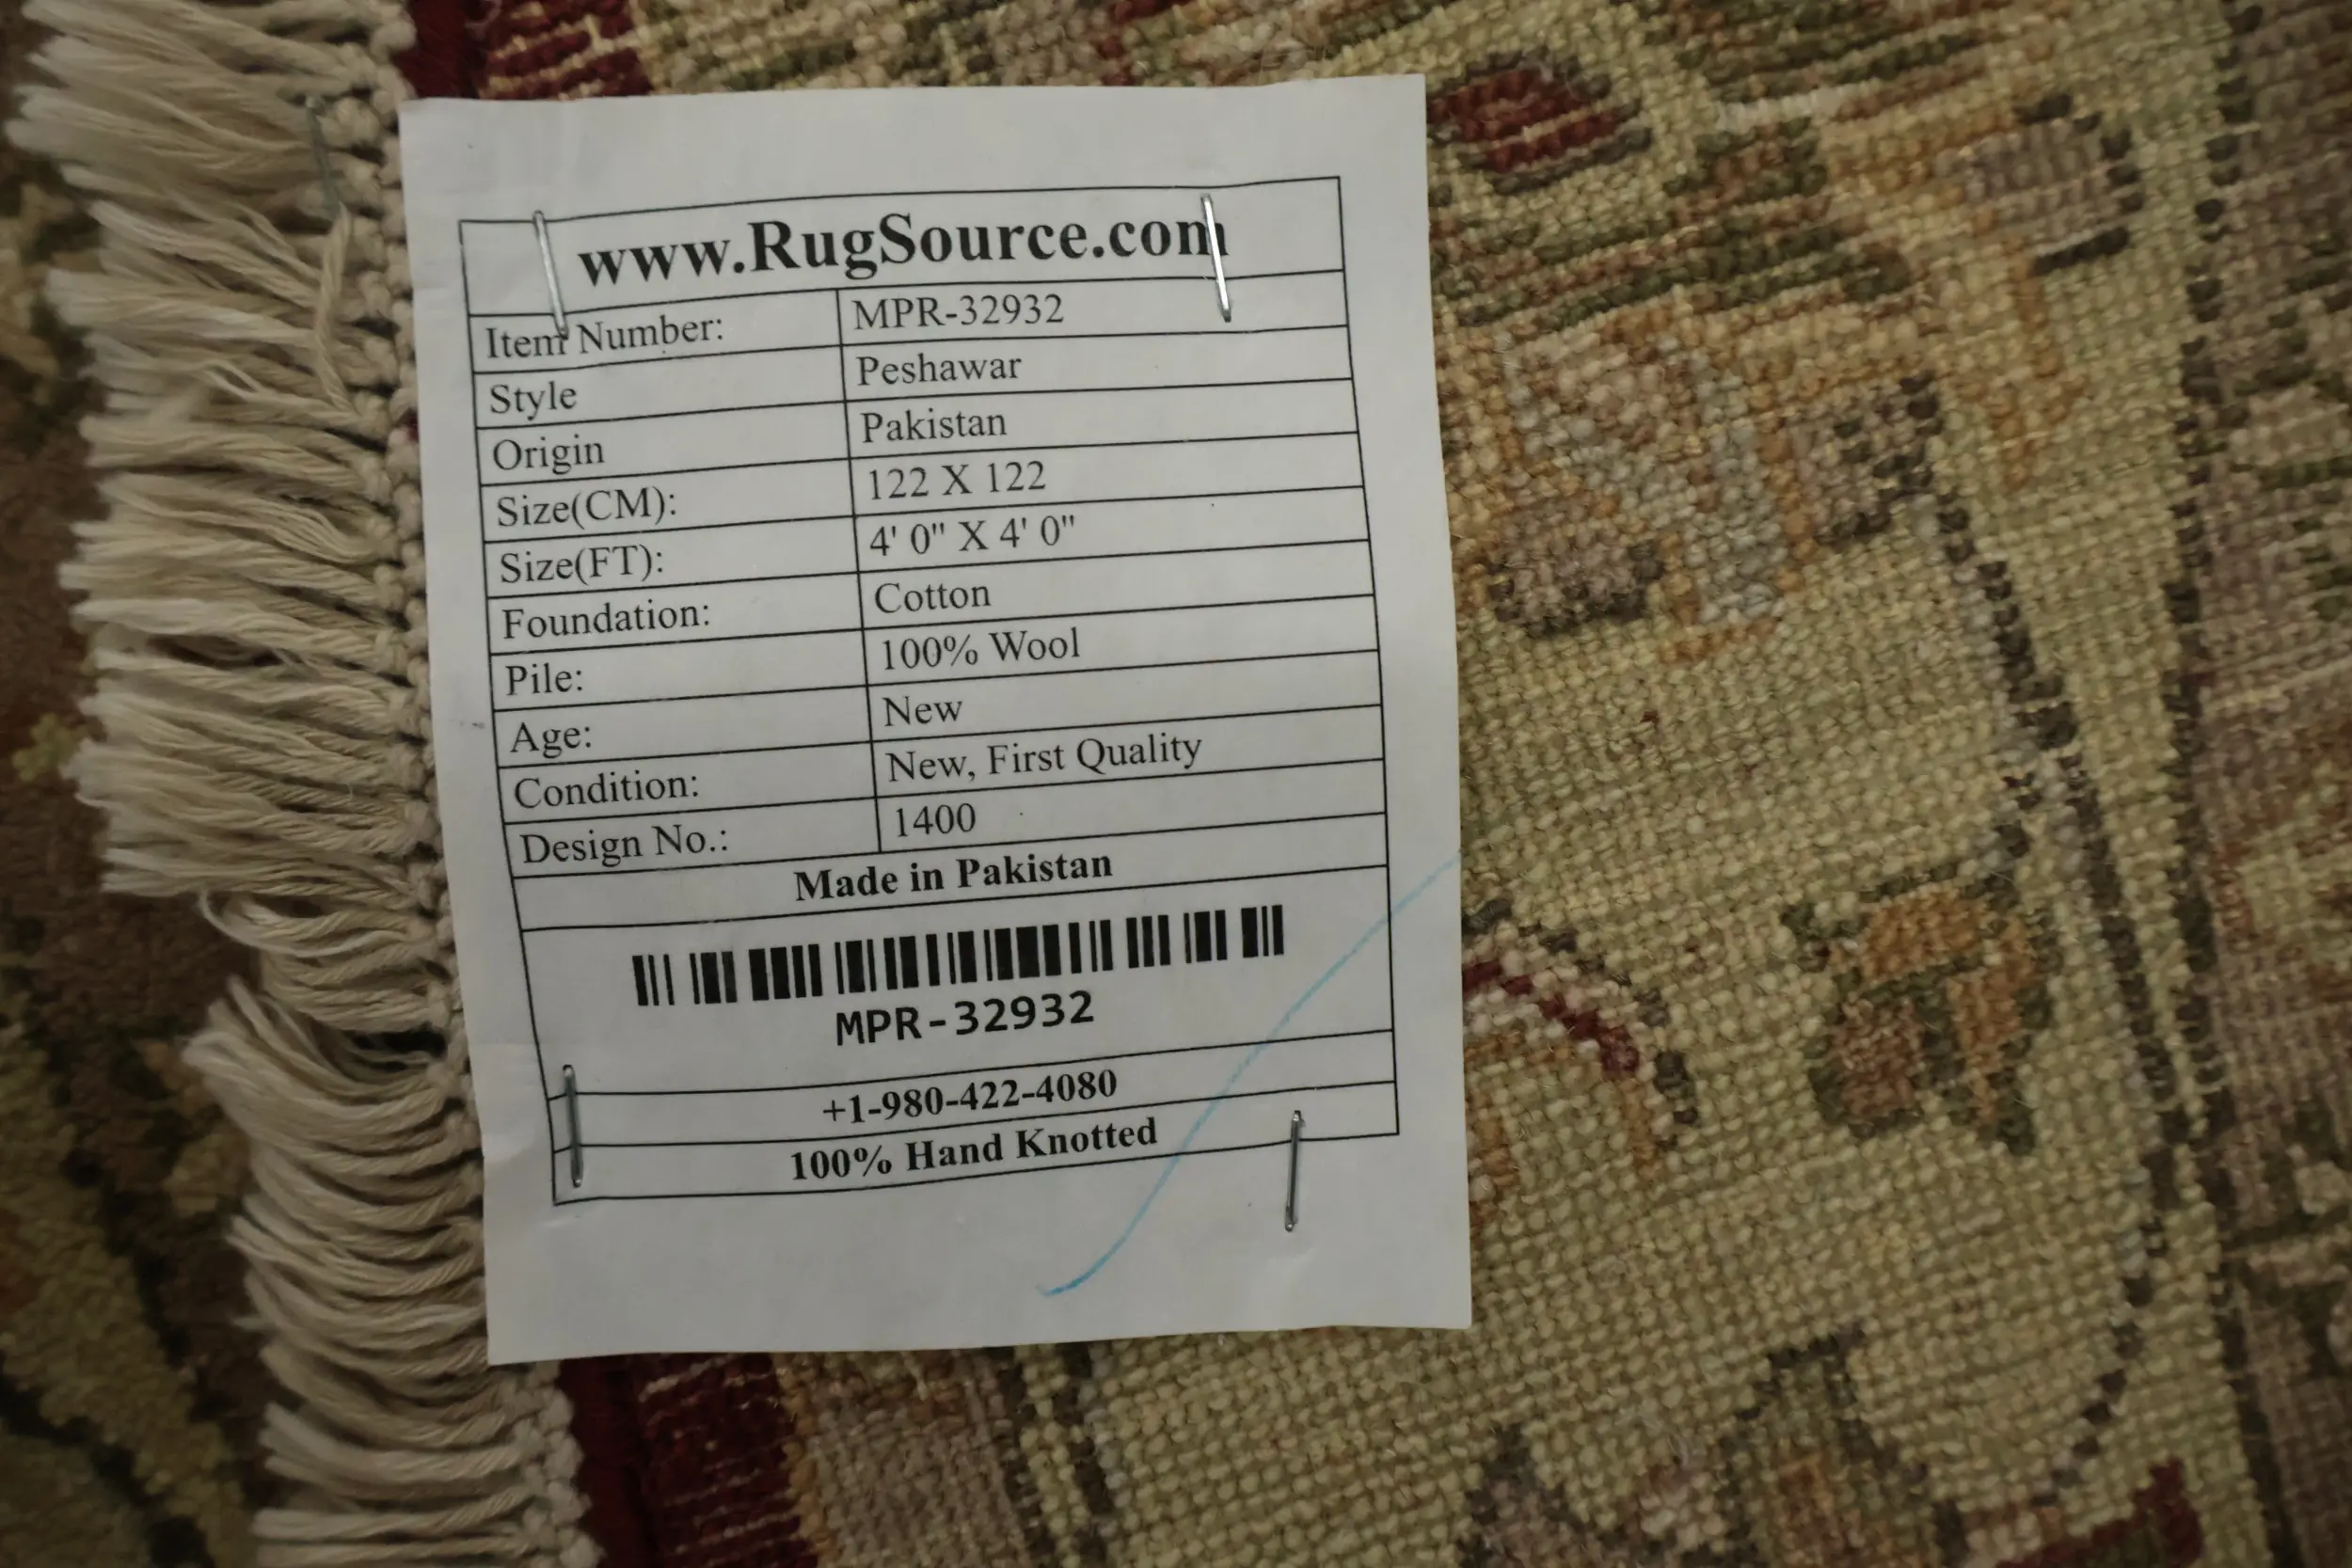 www.RugSource.com
Item Number: MPR-32932
Style Peshawar
Origin Pakistan
Size(CM): 122 X 122
Size(FT): 4' 0" X 4' 0"
Foundation: Cotton
Pile: 100% Wool
Age: New
Condition: New, First Quality
Design No.: 1400
Made in Pakistan
MPR-32932
+1-980-422-4080
100% Hand Knotted